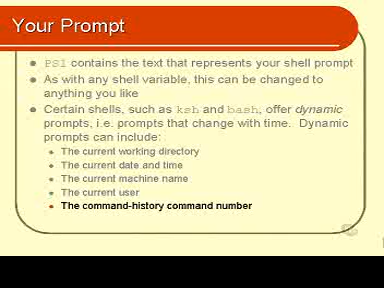 Your Prompt
PS1 contains the text that represents your shell prompt
As with any shell variable, this can be changed to
anything you like
Certain shells, such as ksh and bash, offer dynamic
prompts, i.e. prompts that change with time. Dynamic
prompts can include:
The current working directory
The current date and time
The current machine name
The current user
The command-history command number